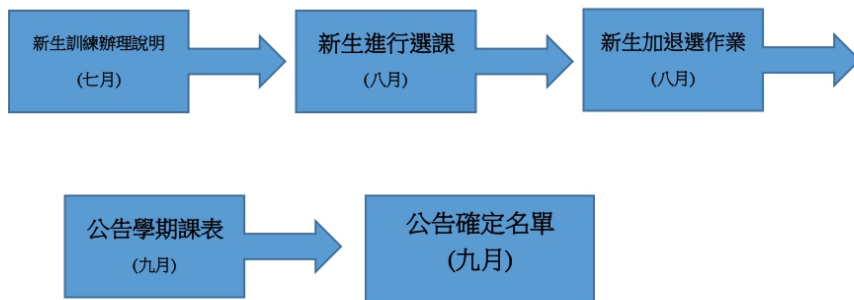 新生訓練辦理說明
(七月)
新生進行選課
(八月)
新生加退選作業
(八月)
公告學期課表
(九月)
公告確定名單
(九月)